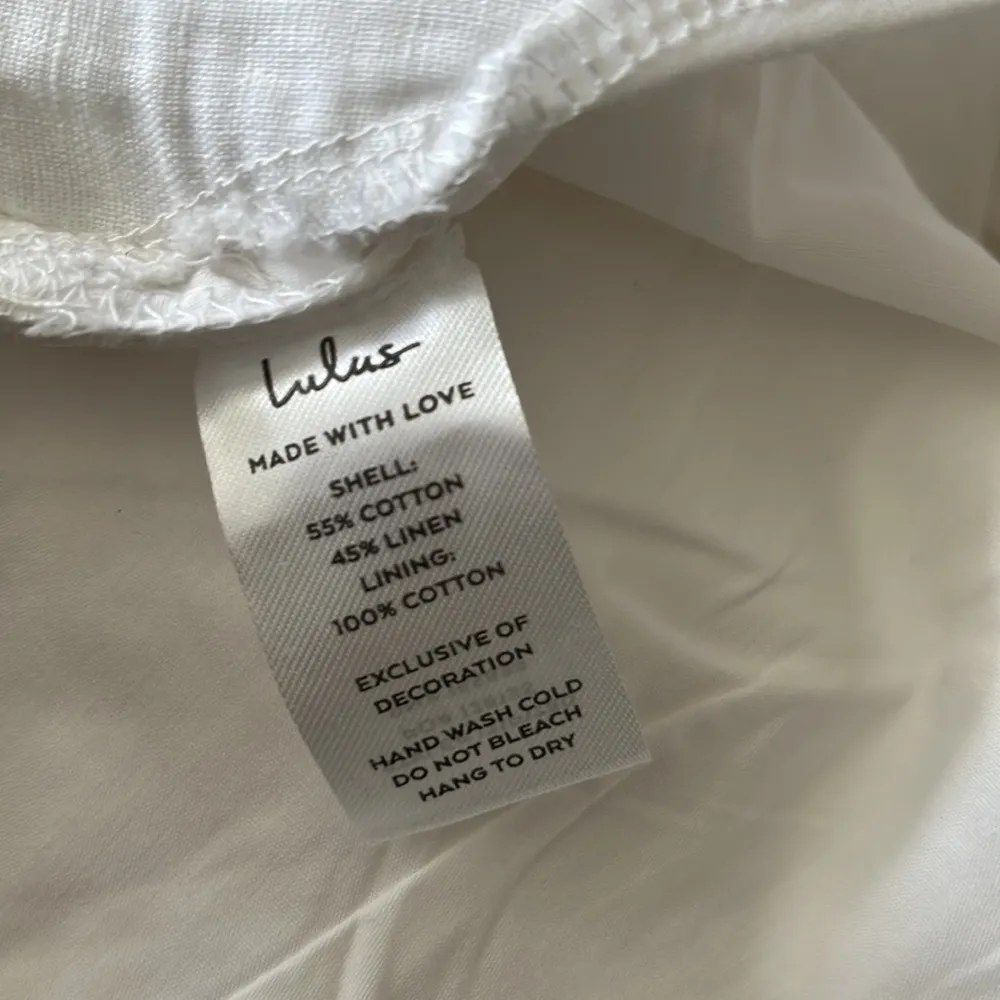 Lulus
MADE WITH LOVE
SHELL:
55% COTTON
45% LINEN
LINING:
100% COTTON
EXCLUSIVE OF
DECORATION
HAND WASH COLD
DO NOT BLEACH
HANG TO DRY